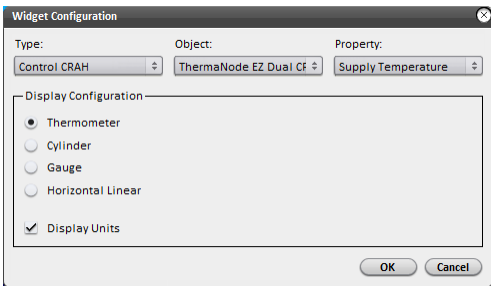 Widget Configuration
Type: Object: Property:
Control CRAH ThermaNode EZ Dual CF Supply Temperature
Display Configuration
Thermometer
Cylinder
Gauge
Horizontal Linear
Display Units
OK Cancel